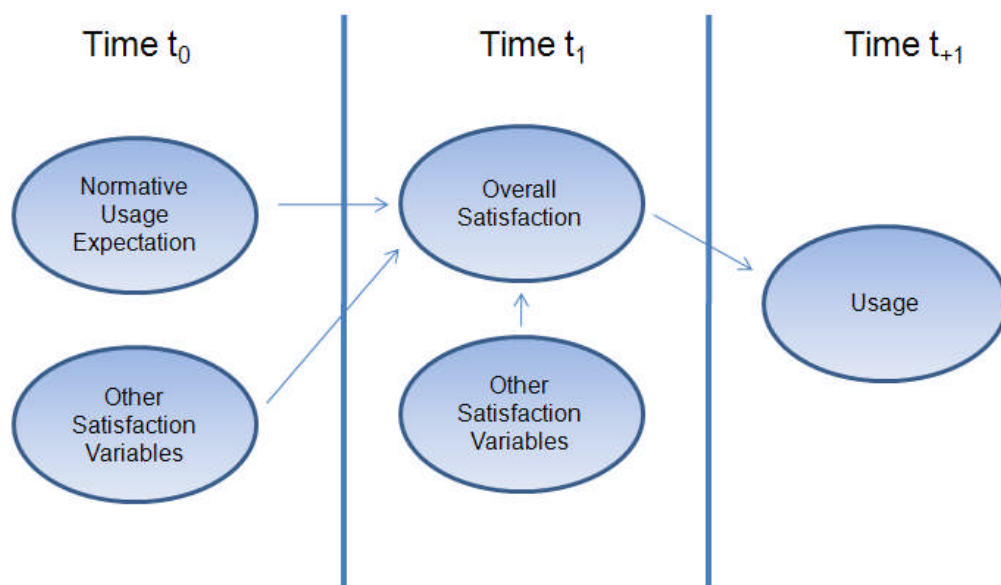 Time t₀
Time t₁
Time t₊₁
Normative
Usage
Expectation
Overall
Satisfaction
Usage
Other
Satisfaction
Variables
Other
Satisfaction
Variables